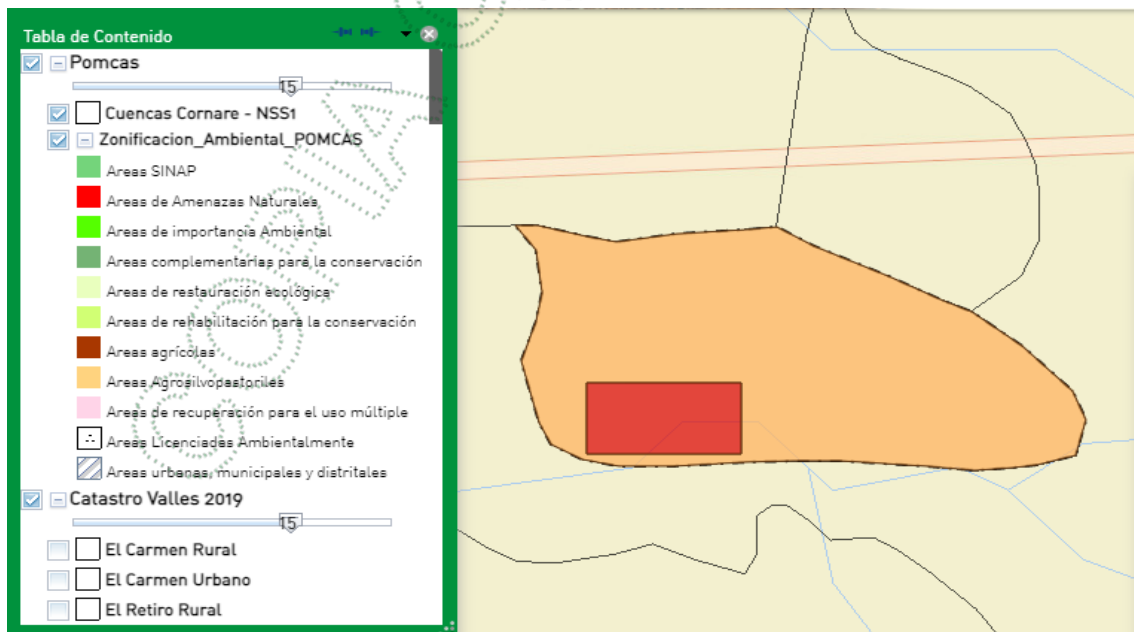 Tabla de Contenido
Pomcas
15
Cuencas Cornare - NSS1
Zonificacion_Ambiental_POMCAS
Areas SINAP
Areas de Amenazas Naturales
Areas de importancia Ambiental
Areas complementarias para la conservación
Areas de restauración ecológica
Areas de rehabilitación para la conservación
Areas agrícolas
Areas Agrosilvopastoriles
Areas de recuperación para el uso múltiple
Areas Licenciadas Ambientalmente
Areas urbanas, municipales y distritales
Catastro Valles 2019
15
El Carmen Rural
El Carmen Urbano
El Retiro Rural
COPIA